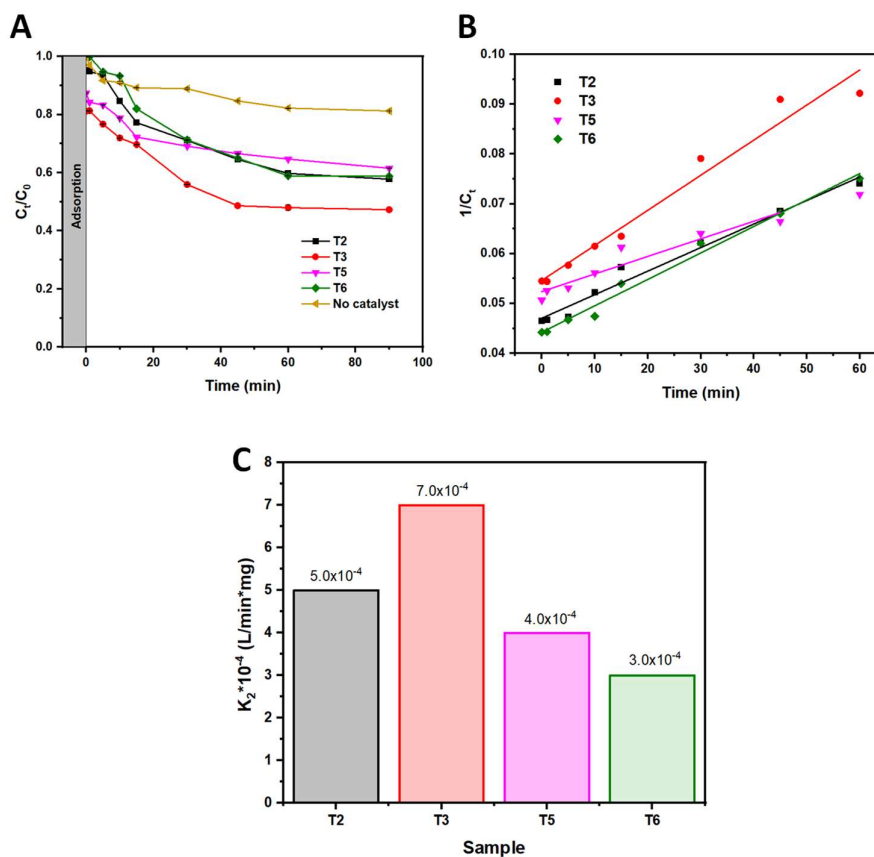 A
1.0
0.8
0.6
0.4
0.2
0.0
Cₜ/C₀
Adsorption
T2
T3
T5
T6
No catalyst
0 20 40 60 80 100
Time (min)
B
0.10
0.09
0.08
0.07
0.06
0.05
0.04
1/Cₜ
T2
T3
T5
T6
0 10 15 30 45 60
Time (min)
C
8
7
6
5
4
3
2
1
0
K₂*10⁻⁴ (L/min*mg)
5.0x10⁻⁴
7.0x10⁻⁴
4.0x10⁻⁴
3.0x10⁻⁴
T2 T3 T5 T6
Sample